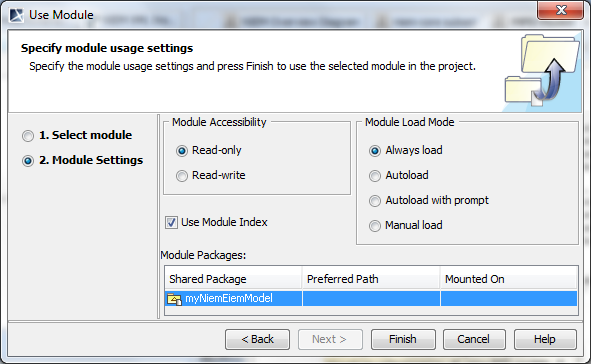 Use Module
Specify module usage settings
Specify the module usage settings and press Finish to use the selected module in the project.
1. Select module
2. Module Settings
Module Accessibility
Read-only
Read-write
Use Module Index
Module Load Mode
Always load
Autoload
Autoload with prompt
Manual load
Module Packages:
Shared Package Preferred Path Mounted On
myNiemEiemModel
< Back Next > Finish Cancel Help